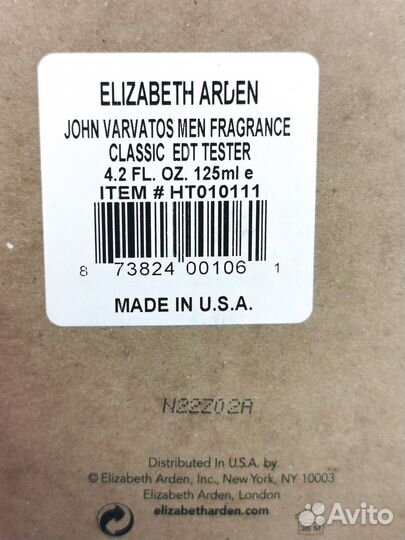 ELIZABETH ARDEN
JOHN VARVATOS MEN FRAGRANCE
CLASSIC EDT TESTER
4.2 FL. OZ. 125ml e
ITEM # HT010111
8 73824 00106 1
MADE IN U.S.A.
N22Z02A
Distributed In U.S.A. by
© Elizabeth Arden, Inc., New York, NY 10003
Elizabeth Arden, London
elizabetharden.com
36 M
Avito